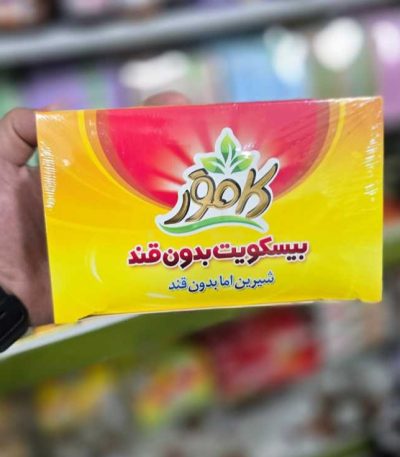 کامور
بیسکویت بدون قند
شیرین اما بدون قند